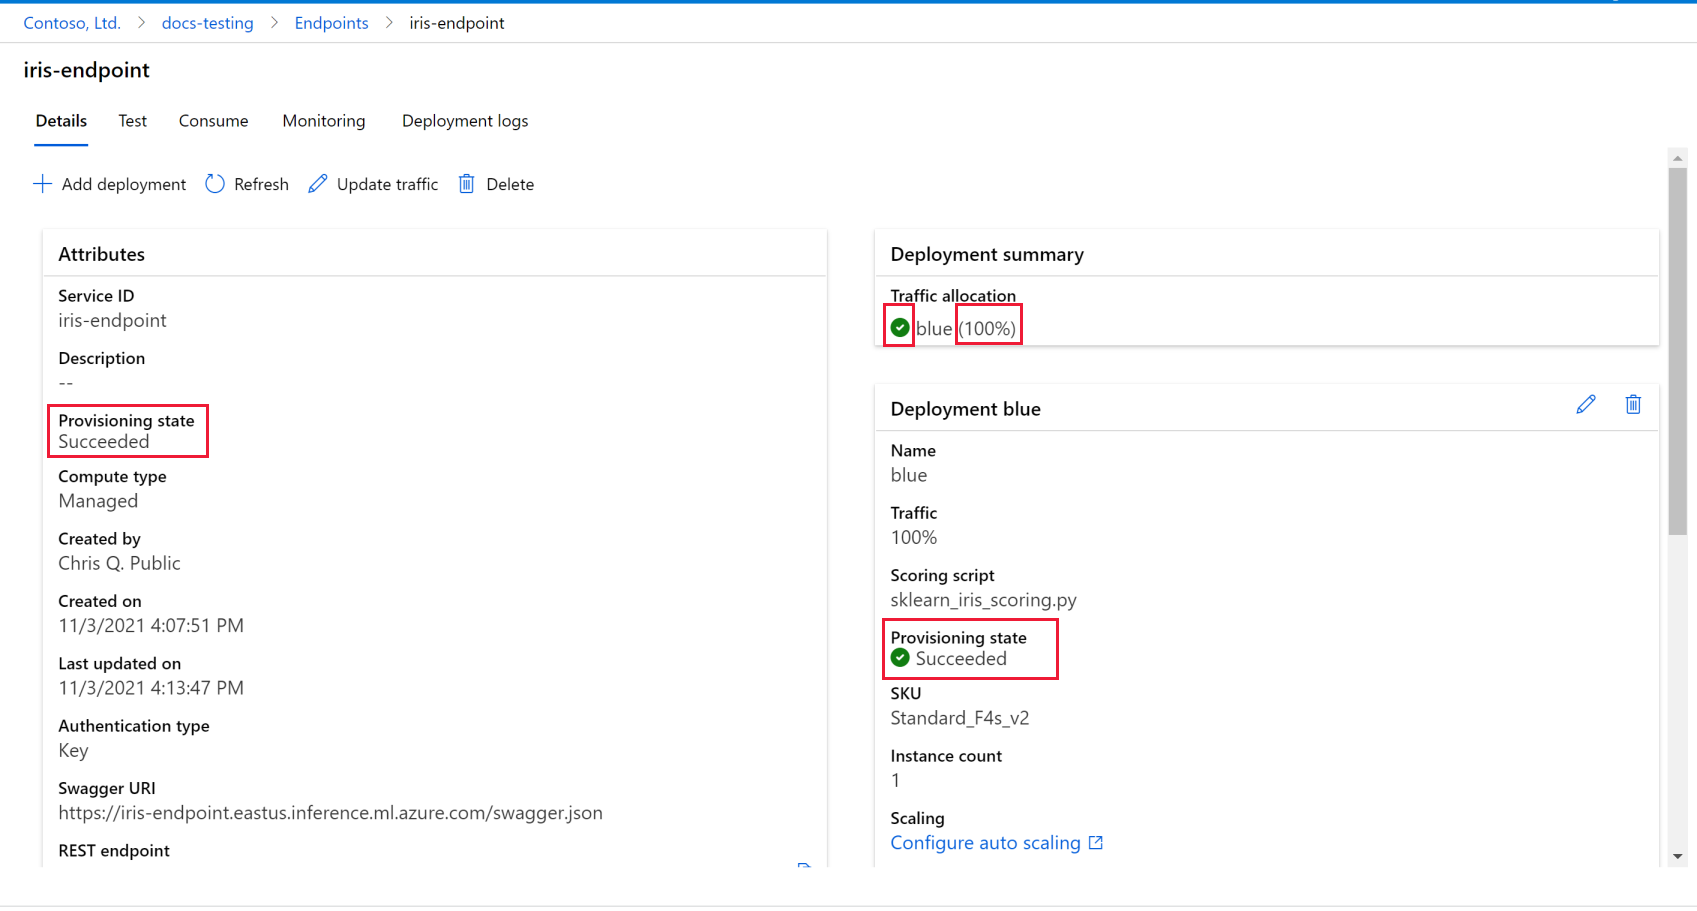 Contoso, Ltd. > docs-testing > Endpoints > iris-endpoint
iris-endpoint
Details Test Consume Monitoring Deployment logs
Add deployment Refresh Update traffic Delete
Attributes
Service ID
iris-endpoint
Description
--
Provisioning state
Succeeded
Compute type
Managed
Created by
Chris Q. Public
Created on
11/3/2021 4:07:51 PM
Last updated on
11/3/2021 4:13:47 PM
Authentication type
Key
Swagger URI
https://iris-endpoint.eastus.inference.ml.azure.com/swagger.json
REST endpoint
Deployment summary
Traffic allocation
blue (100%)
Deployment blue
Name
blue
Traffic
100%
Scoring script
sklearn_iris_scoring.py
Provisioning state
Succeeded
SKU
Standard_F4s_v2
Instance count
1
Scaling
Configure auto scaling